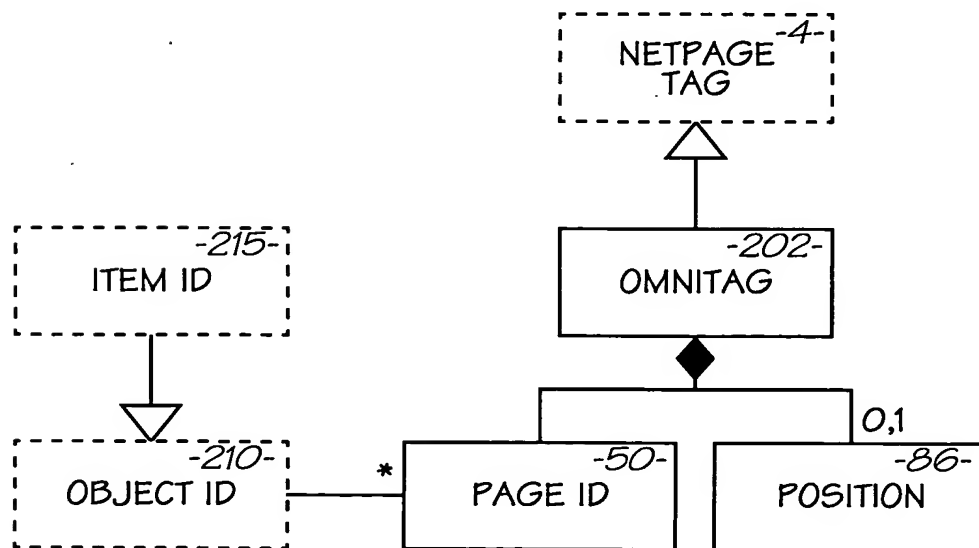 -4-
NETPAGE
TAG
-215-
ITEM ID
-202-
OMNITAG
0,1
-210-
OBJECT ID
*
-50-
PAGE ID
-86-
POSITION